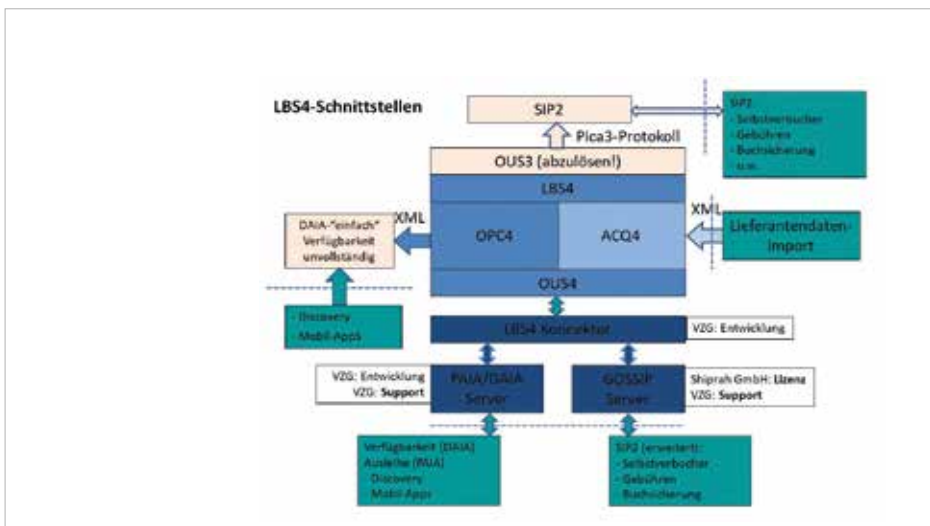 LBS4-Schnittstellen
SIP2
Pica3-Protokoll
SIP2
- Selbstverbucher
- Gebühren
- Buchsicherung
u.w.
OUS3 (abzulösen!)
LBS4
OPC4
ACQ4
OUS4
XML
DAIA-"einfach"
Verfügbarkeit
unvollständig
- Discovery
- Mobil-Apps
XML
Lieferantendaten-
Import
LBS4 Konnektor
VZG: Entwicklung
VZG: Entwicklung
VZG: Support
PAIA/DAIA
Server
GOSSIP
Server
Shiprah GmbH: Lizenz
VZG: Support
Verfügbarkeit (DAIA)
Ausleihe (PAIA)
- Discovery
- Mobil-Apps
SIP2 (erweitert):
- Selbstverbucher
- Gebühren
- Buchsicherung